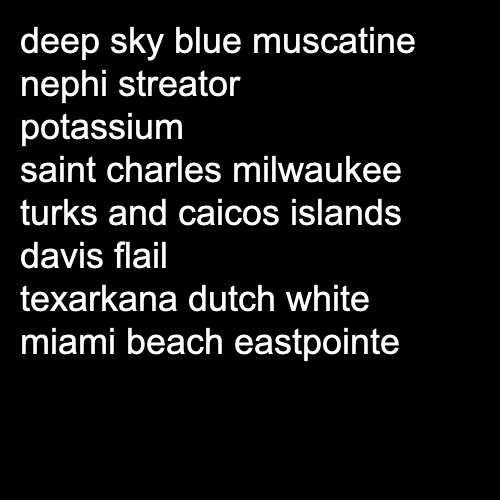 deep sky blue muscatine
nephi streator
potassium
saint charles milwaukee
turks and caicos islands
davis flail
texarkana dutch white
miami beach eastpointe